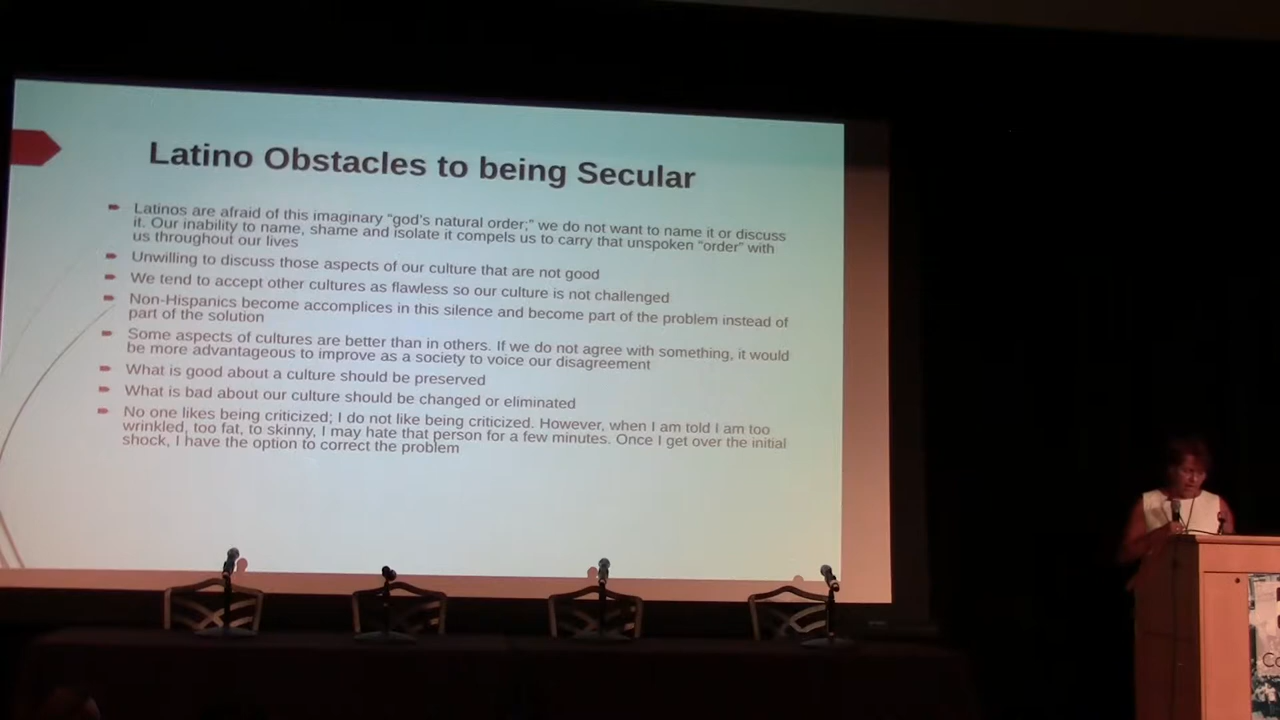 Latino Obstacles to being Secular
Latinos are afraid of this imaginary "god's natural order;" we do not want to name it or discuss
it. Our inability to name, shame and isolate it compels us to carry that unspoken "order" with
us throughout our lives
Unwilling to discuss those aspects of our culture that are not good
We tend to accept other cultures as flawless so our culture is not challenged
Non-Hispanics become accomplices in this silence and become part of the problem instead of
part of the solution
Some aspects of cultures are better than in others. If we do not agree with something, it would
be more advantageous to improve as a society to voice our disagreement
What is good about a culture should be preserved
What is bad about our culture should be changed or eliminated
No one likes being criticized; I do not like being criticized. However, when I am told I am too
wrinkled, too fat, to skinny, I may hate that person for a few minutes. Once I get over the initial
shock, I have the option to correct the problem